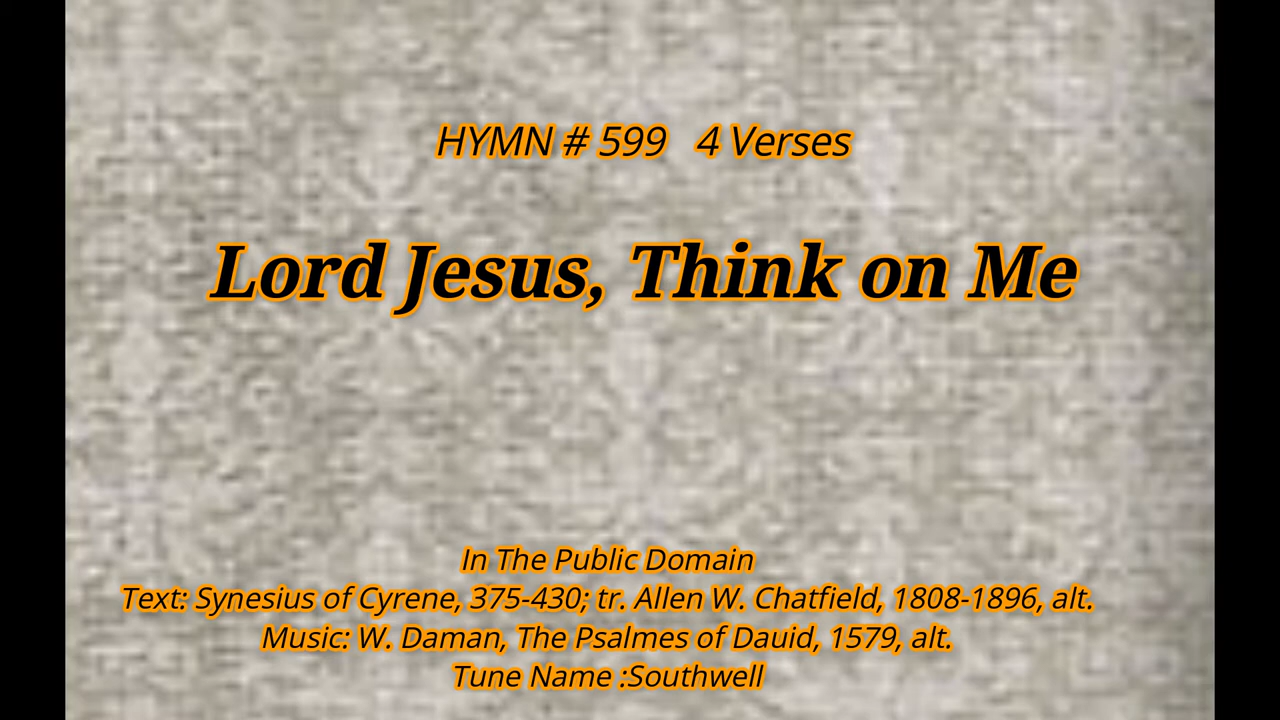 HYMN # 599 4 Verses
Lord Jesus, Think on Me
In The Public Domain
Text: Synesius of Cyrene, 375-430; tr. Allen W. Chatfield, 1808-1896, alt.
Music: W. Daman, The Psalmes of Dauid, 1579, alt.
Tune Name :Southwell